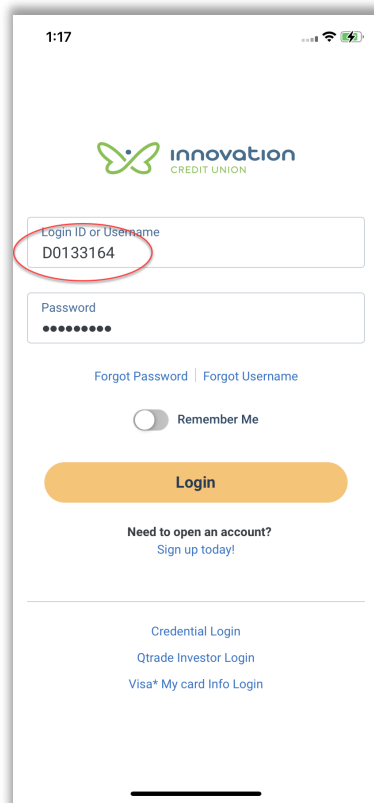 1:17
innovation
CREDIT UNION
Login ID or Username
D0133164
Password
•••••••••
Forgot Password | Forgot Username
Remember Me
Login
Need to open an account?
Sign up today!
Credential Login
Qtrade Investor Login
Visa* My card Info Login